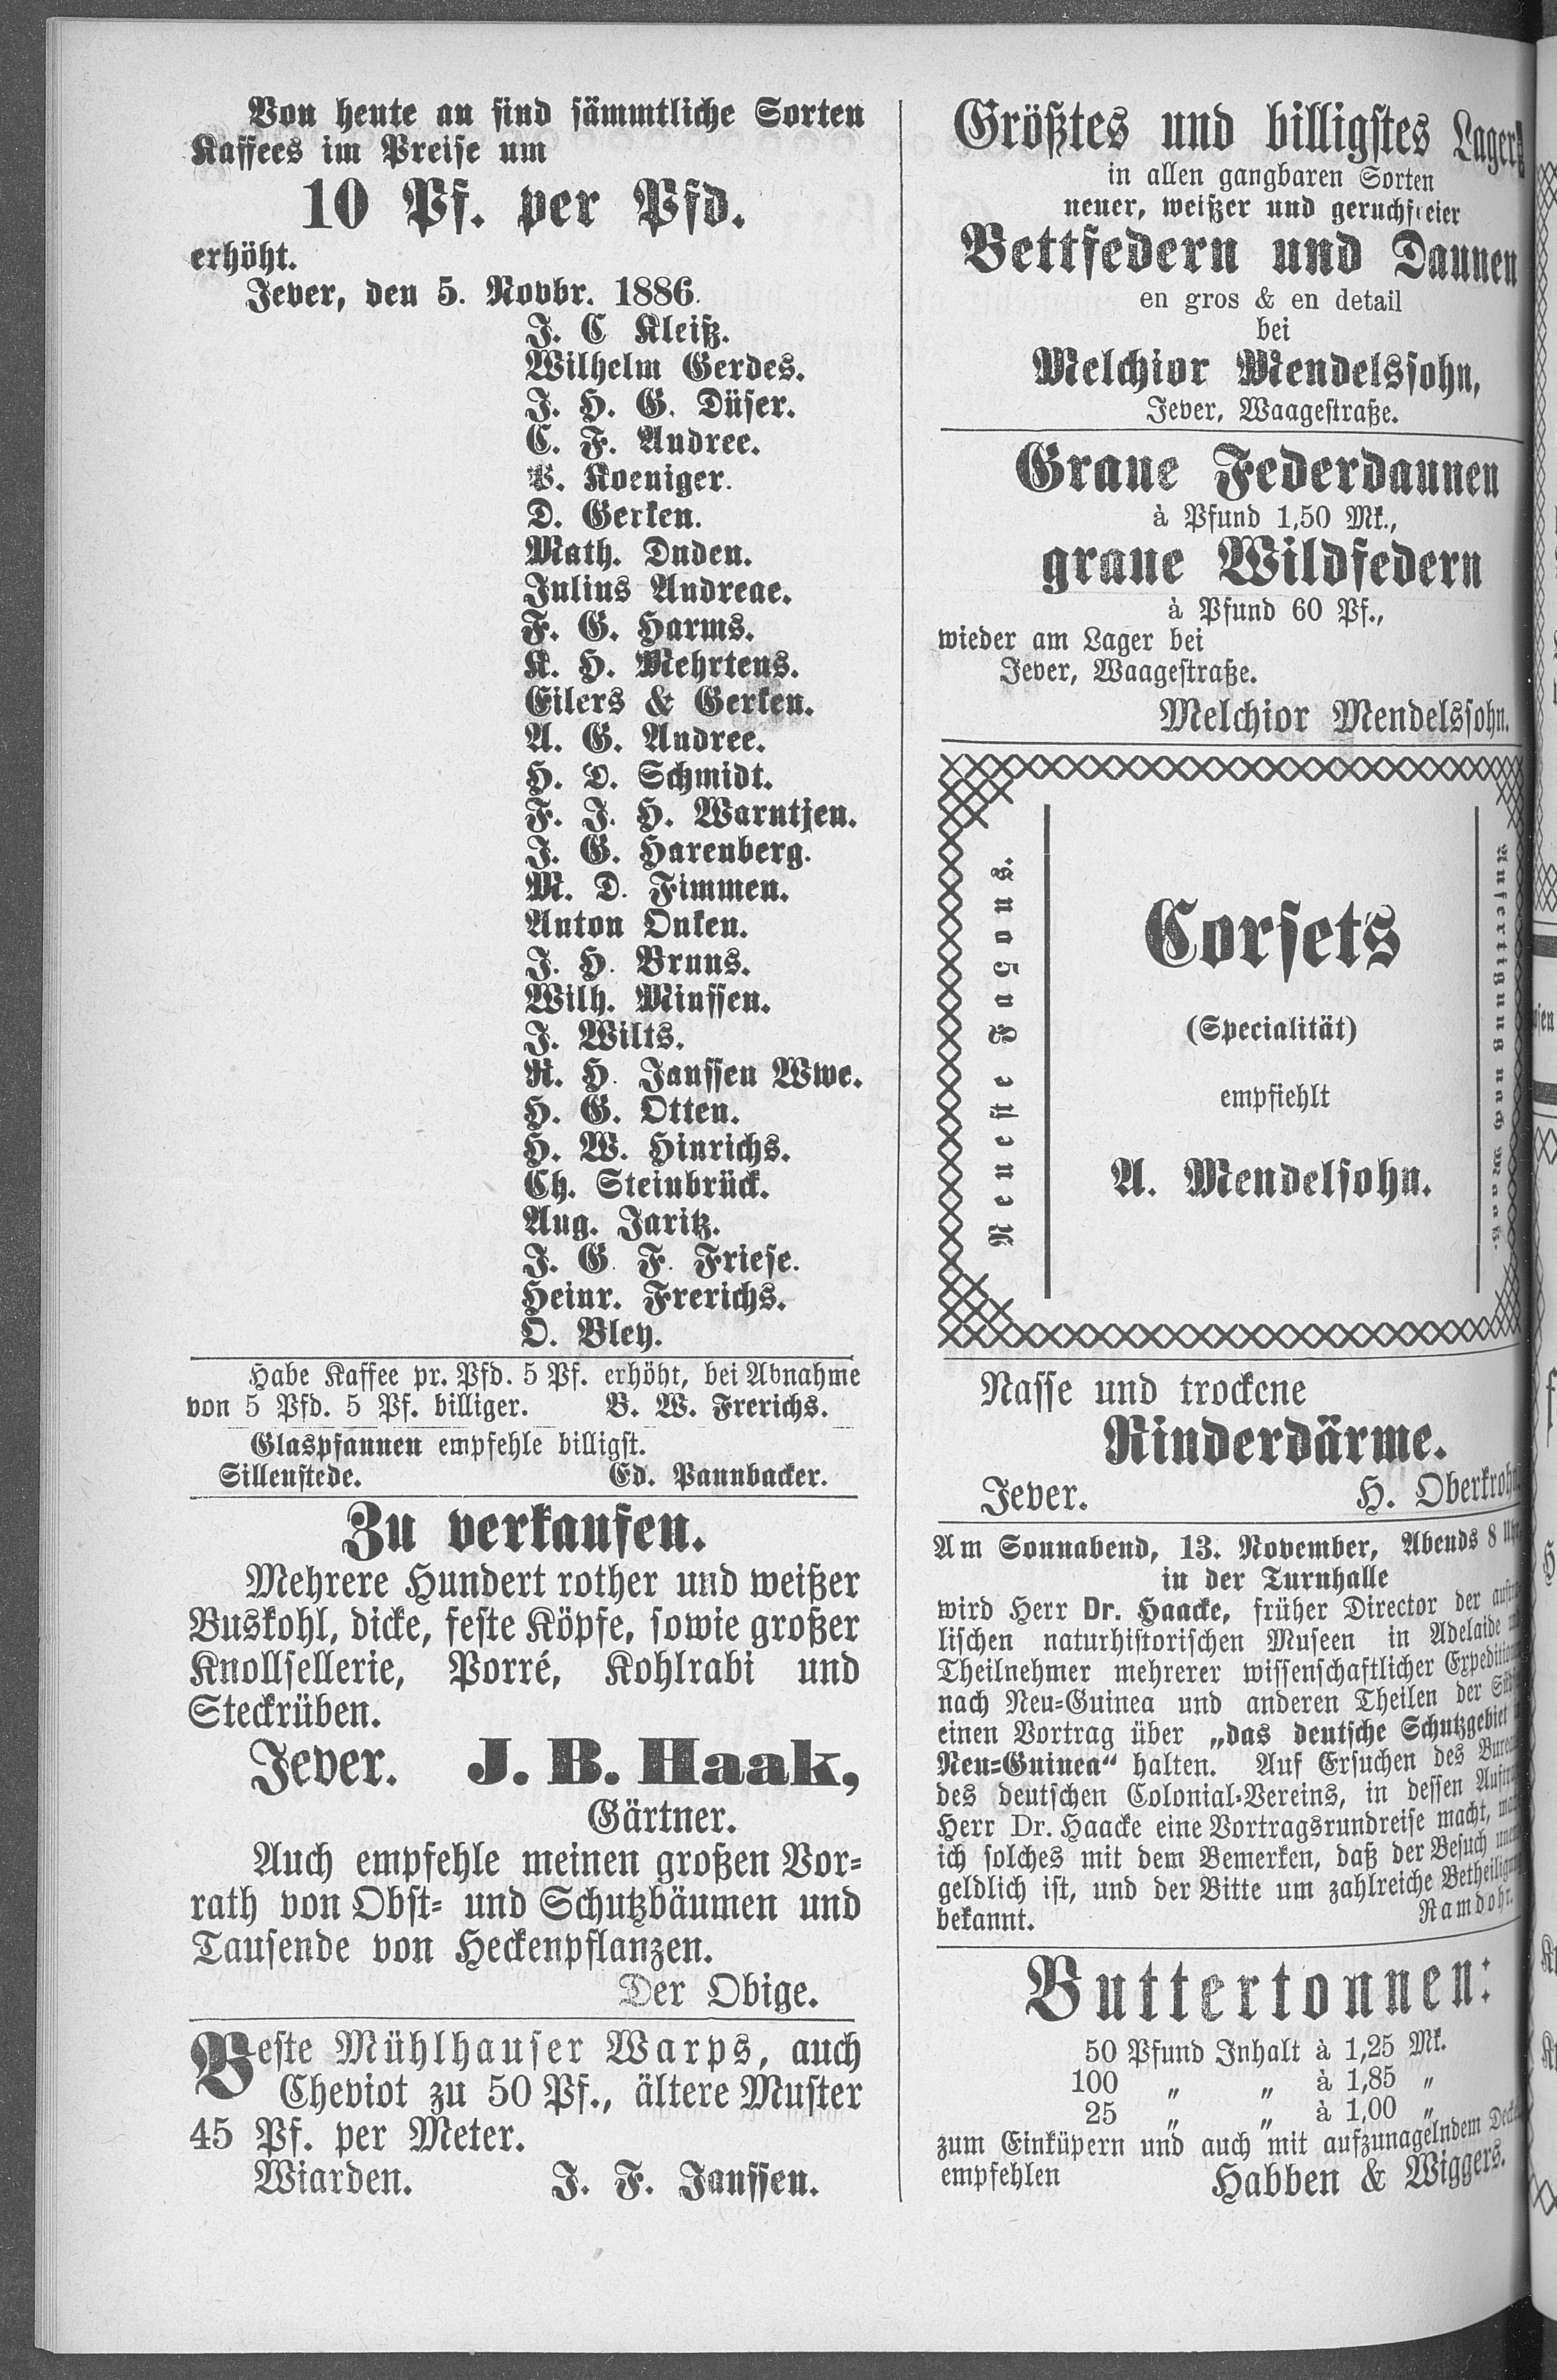 Von heute an sind sämmtliche Sorten
Kaffees im Preise um
10 Pf. per Pfd.
erhöht.
Jever, den 5. Novbr. 1886.
J. C Kleiß.
Wilhelm Gerdes.
J. H. G. Düser.
C. F. Andree.
B. Koeniger.
D. Gerken.
Math. Duden.
Julius Andreae.
F. G. Harms.
K. H. Mehrtens.
Eilers & Gerken.
A. G. Andree.
H. D. Schmidt.
F. J. H. Warntjen.
J. G. Harenberg.
M. D. Fimmen.
Anton Onken.
J. H. Bruns.
Wilh. Minssen.
J. Wilts.
R. H. Janssen Wwe.
H. G. Otten.
H. W. Hinrichs.
Ch. Steinbrück.
Aug. Jaritz.
J. G. F. Friese.
Heinr. Frerichs.
O. Bley.
Habe Kaffee pr. Pfd. 5 Pf. erhöht, bei Abnahme
von 5 Pfd. 5 Pf. billiger. B. W. Frerichs.
Glaspfannen empfehle billigst.
Sillenstede. Ed. Pannbacker.
Zu verkaufen.
Mehrere Hundert rother und weißer
Buskohl, dicke, feste Köpfe, sowie großer
Knollsellerie, Porré, Kohlrabi und
Steckrüben.
Jever. J. B. Haak,
Gärtner.
Auch empfehle meinen großen Vor-
rath von Obst- und Schutzbäumen und
Tausende von Heckenpflanzen.
Der Obige.
Beste Mühlhauser Warps, auch
Cheviot zu 50 Pf., ältere Muster
45 Pf. per Meter.
Wiarden. J. F. Janssen.
Größtes und billigstes Lager
in allen gangbaren Sorten
neuer, weißer und geruchfreier
Bettfedern und Daunen
en gros & en detail
bei
Melchior Mendelssohn,
Jever, Waagestraße.
Graue Federdaunen
à Pfund 1,50 Mk.,
graue Wildfedern
à Pfund 60 Pf.,
wieder am Lager bei
Jever, Waagestraße.
Melchior Mendelssohn.
Neueste Façons.
Corsets
(Specialität)
empfiehlt
A. Mendelsohn.
Anfertigung nach Maaß.
Nasse und trockene
Rinderdärme.
Jever. H. Oberkrohn
Am Sonnabend, 13. November, Abends 8 Uhr
in der Turnhalle
wird Herr Dr. Haacke, früher Director der
lischen naturhistorischen Museen in Adelaide
Theilnehmer mehrerer wissenschaftlicher
nach Neu-Guinea und anderen Theilen der
einen Vortrag über „das deutsche Schutzgebiet
Neu-Guinea“ halten. Auf Ersuchen des
des deutschen Colonial-Vereins, in dessen
Herr Dr. Haacke eine Vortragsrundreise macht,
ich solches mit dem Bemerken, daß der Besuch
geldlich ist, und der Bitte um zahlreiche
bekannt. Ramdohr.
Buttertonnen:
50 Pfund Inhalt à 1,25 Mk.
100 „ „ à 1,85 „
25 „ „ à 1,00 „
zum Einküpern und auch mit aufzunagelndem
empfehlen Habben & Wiggers.